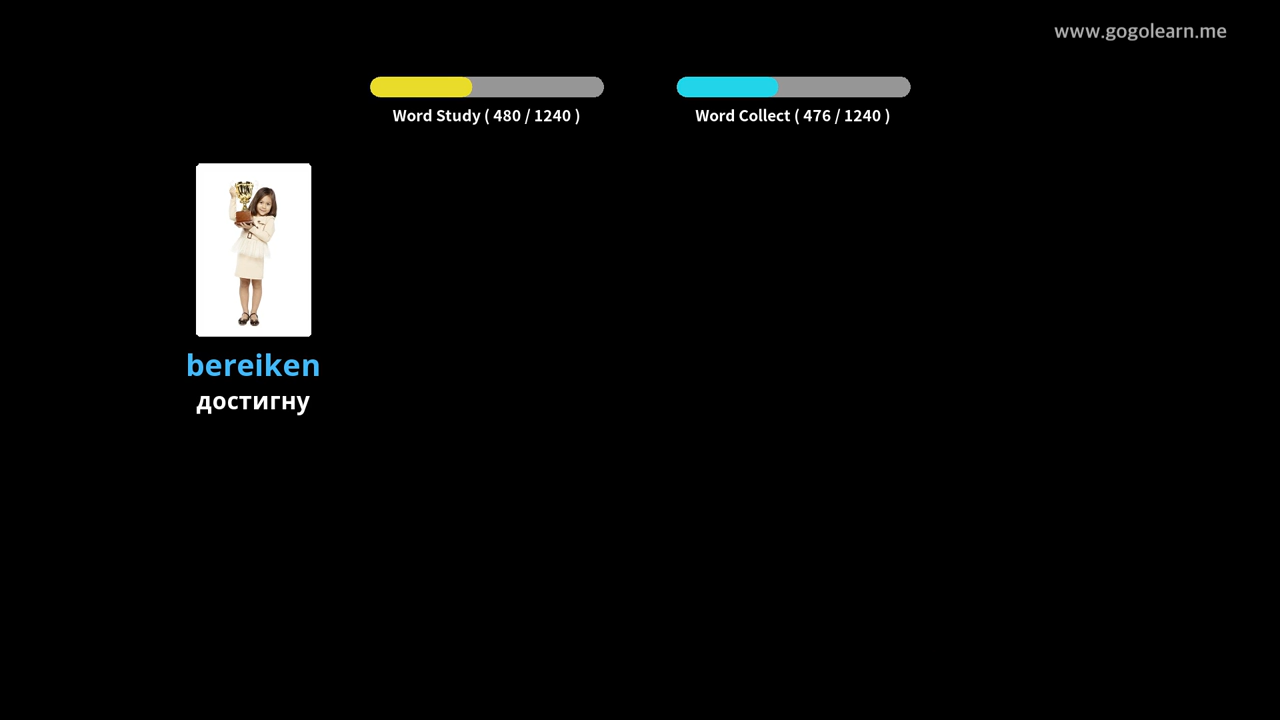 www.gogolearn.me
Word Study ( 480 / 1240 )
Word Collect ( 476 / 1240 )
bereiken
достигну